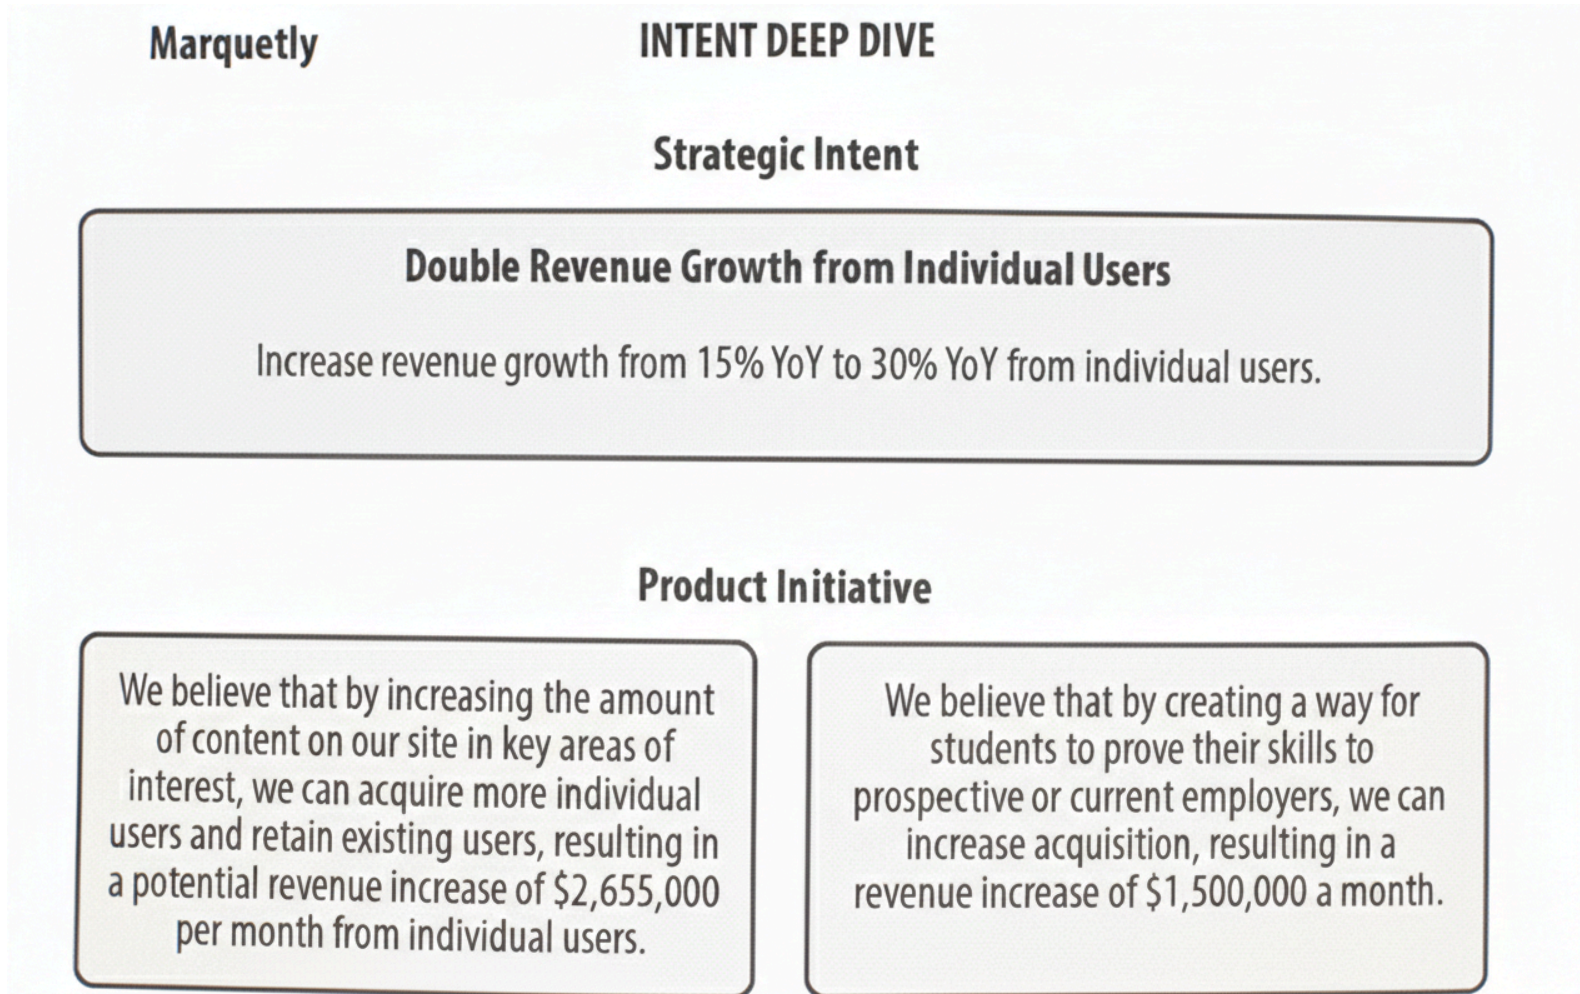 Marquetly
INTENT DEEP DIVE
Strategic Intent
Double Revenue Growth from Individual Users
Increase revenue growth from 15% YoY to 30% YoY from individual users.
Product Initiative
We believe that by increasing the amount
of content on our site in key areas of
interest, we can acquire more individual
users and retain existing users, resulting in
a potential revenue increase of $2,655,000
per month from individual users.
We believe that by creating a way for
students to prove their skills to
prospective or current employers, we can
increase acquisition, resulting in a
revenue increase of $1,500,000 a month.